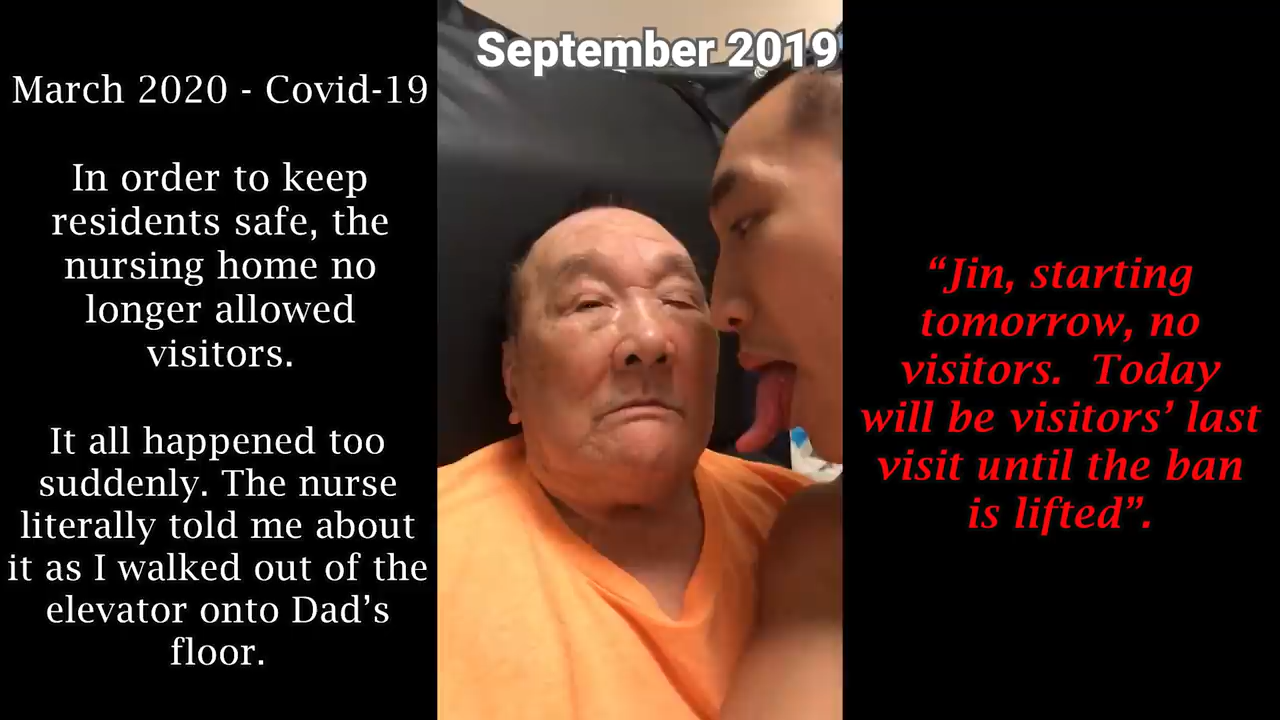 March 2020 - Covid-19
In order to keep
residents safe, the
nursing home no
longer allowed
visitors.
It all happened too
suddenly. The nurse
literally told me about
it as I walked out of the
elevator onto Dad’s
floor.
September 2019
“Jin, starting
tomorrow, no
visitors.  Today
will be visitors’ last
visit until the ban
is lifted”.